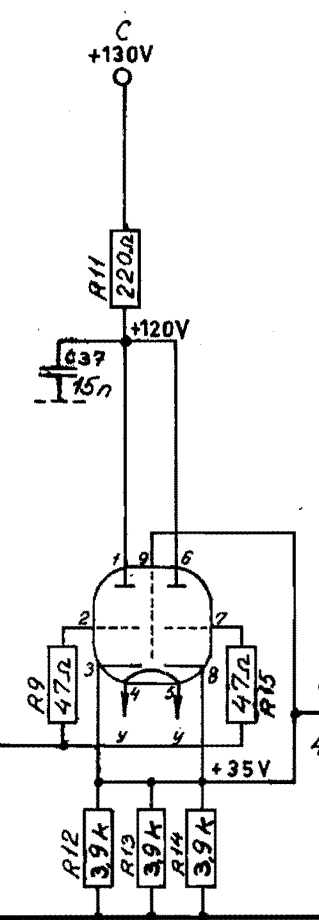 C
+130V
R11
220Ω
+120V
C37
15n
1 9 6
2
7
3
8
4 5
R9
47Ω
47Ω
R15
y y
+35V
R12
3,9k
R13
3,9k
R14
3,9k